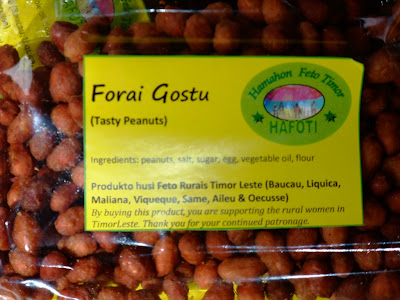 Forai Gostu
(Tasty Peanuts)
Hamahon Feto Timor
HAFOTI
Ingredients: peanuts, salt, sugar, egg, vegetable oil, flour
Produkto husi Feto Rurais Timor Leste (Baucau, Liquica,
Maliana, Viqueque, Same, Aileu & Oecusse)
By buying this product, you are supporting the rural women in
TimorLeste. Thank you for your continued patronage.